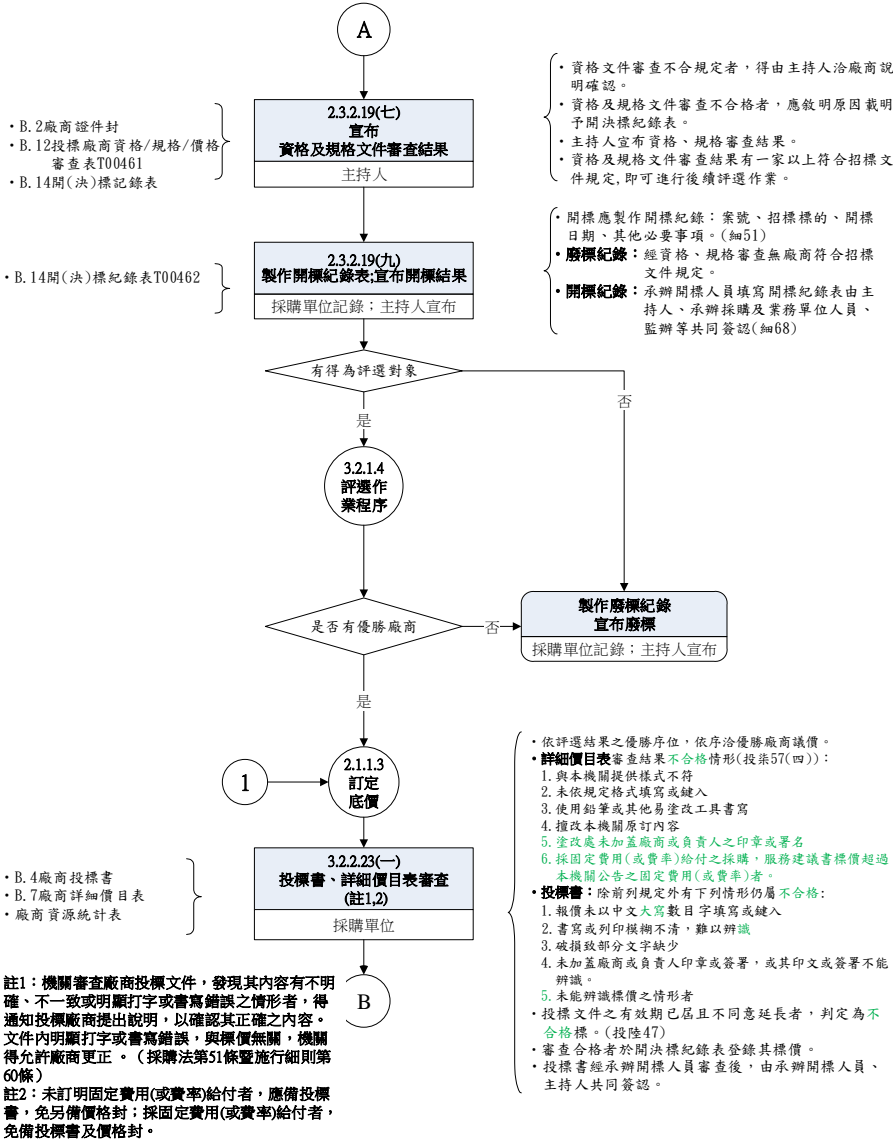 A
・B.2廠商證件封
・B.12投標廠商資格/規格/價格
審查表T00461
・B.14開(決)標記錄表
2.3.2.19(七)
宣布
資格及規格文件審查結果
主持人
・資格文件審查不合規定者，得由主持人洽廠商說
明確認。
・資格及規格文件審查不合格者，應敘明原因載明
予開決標紀錄表。
・主持人宣布資格、規格審查結果。
・資格及規格文件審查結果有一家以上符合招標文
件規定,即可進行後續評選作業。
・B.14開(決)標紀錄表T00462
2.3.2.19(九)
製作開標紀錄表;宣布開標結果
採購單位記錄；主持人宣布
・開標應製作開標紀錄：案號、招標標的、開標
日期、其他必要事項。(細51)
・廢標紀錄：經資格、規格審查無廠商符合招標
文件規定。
・開標紀錄：承辦開標人員填寫開標紀錄表由主
持人、承辦採購及業務單位人員、
監辦等共同簽認(細68)
有得為評選對象
否
是
3.2.1.4
評選作
業程序
是否有優勝廠商
否
製作廢標紀錄
宣布廢標
採購單位記錄；主持人宣布
是
1
2.1.1.3
訂定
底價
・B.4廠商投標書
・B.7廠商詳細價目表
・廠商資源統計表
3.2.2.23(一)
投標書、詳細價目表審查
(註1,2)
採購單位
B
・依評選結果之優勝序位，依序洽優勝廠商議價。
・詳細價目表審查結果不合格情形(投柒57(四))：
1.與本機關提供樣式不符
2.未依規定格式填寫或鍵入
3.使用鉛筆或其他易塗改工具書寫
4.擅改本機關原訂內容
5.塗改處未加蓋廠商或負責人之印章或署名
6.採固定費用(或費率)給付之採購，服務建議書標價超過
本機關公告之固定費用(或費率)者。
・投標書：除前列規定外有下列情形仍屬不合格:
1.報價未以中文大寫數目字填寫或鍵入
2.書寫或列印模糊不清，難以辨識
3.破損致部分文字缺少
4.未加蓋廠商或負責人印章或簽署，或其印文或簽署不能
辨識。
5.未能辨識標價之情形者
・投標文件之有效期已屆且不同意延長者，判定為不
合格標。(投陸47)
・審查合格者於開決標紀錄表登錄其標價。
・投標書經承辦開標人員審查後，由承辦開標人員、
主持人共同簽認。
註1：機關審查廠商投標文件，發現其內容有不明
確、不一致或明顯打字或書寫錯誤之情形者，得
通知投標廠商提出說明，以確認其正確之內容。
文件內明顯打字或書寫錯誤，與標價無關，機關
得允許廠商更正 。（採購法第51條暨施行細則第
60條）
註2：未訂明固定費用(或費率)給付者，應備投標
書，免另備價格封；採固定費用(或費率)給付者，
免備投標書及價格封。